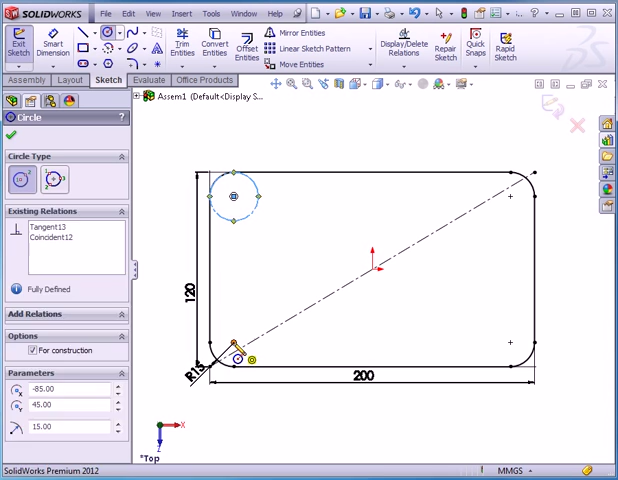 SOLIDWORKS File Edit View Insert Tools Window Help
Exit Sketch
Smart Dimension
Trim Entities
Convert Entities
Offset Entities
Mirror Entities
Linear Sketch Pattern
Move Entities
Display/Delete Relations
Repair Sketch
Quick Snaps
Rapid Sketch
Assembly Layout Sketch Evaluate Office Products
Assem1 (Default<Display S...
Circle
?
Circle Type
Existing Relations
Tangent13
Coincident12
Fully Defined
Add Relations
Options
For construction
Parameters
-85.00
45.00
15.00
120
R15
200
X
Z
*Top
SolidWorks Premium 2012
MMGS